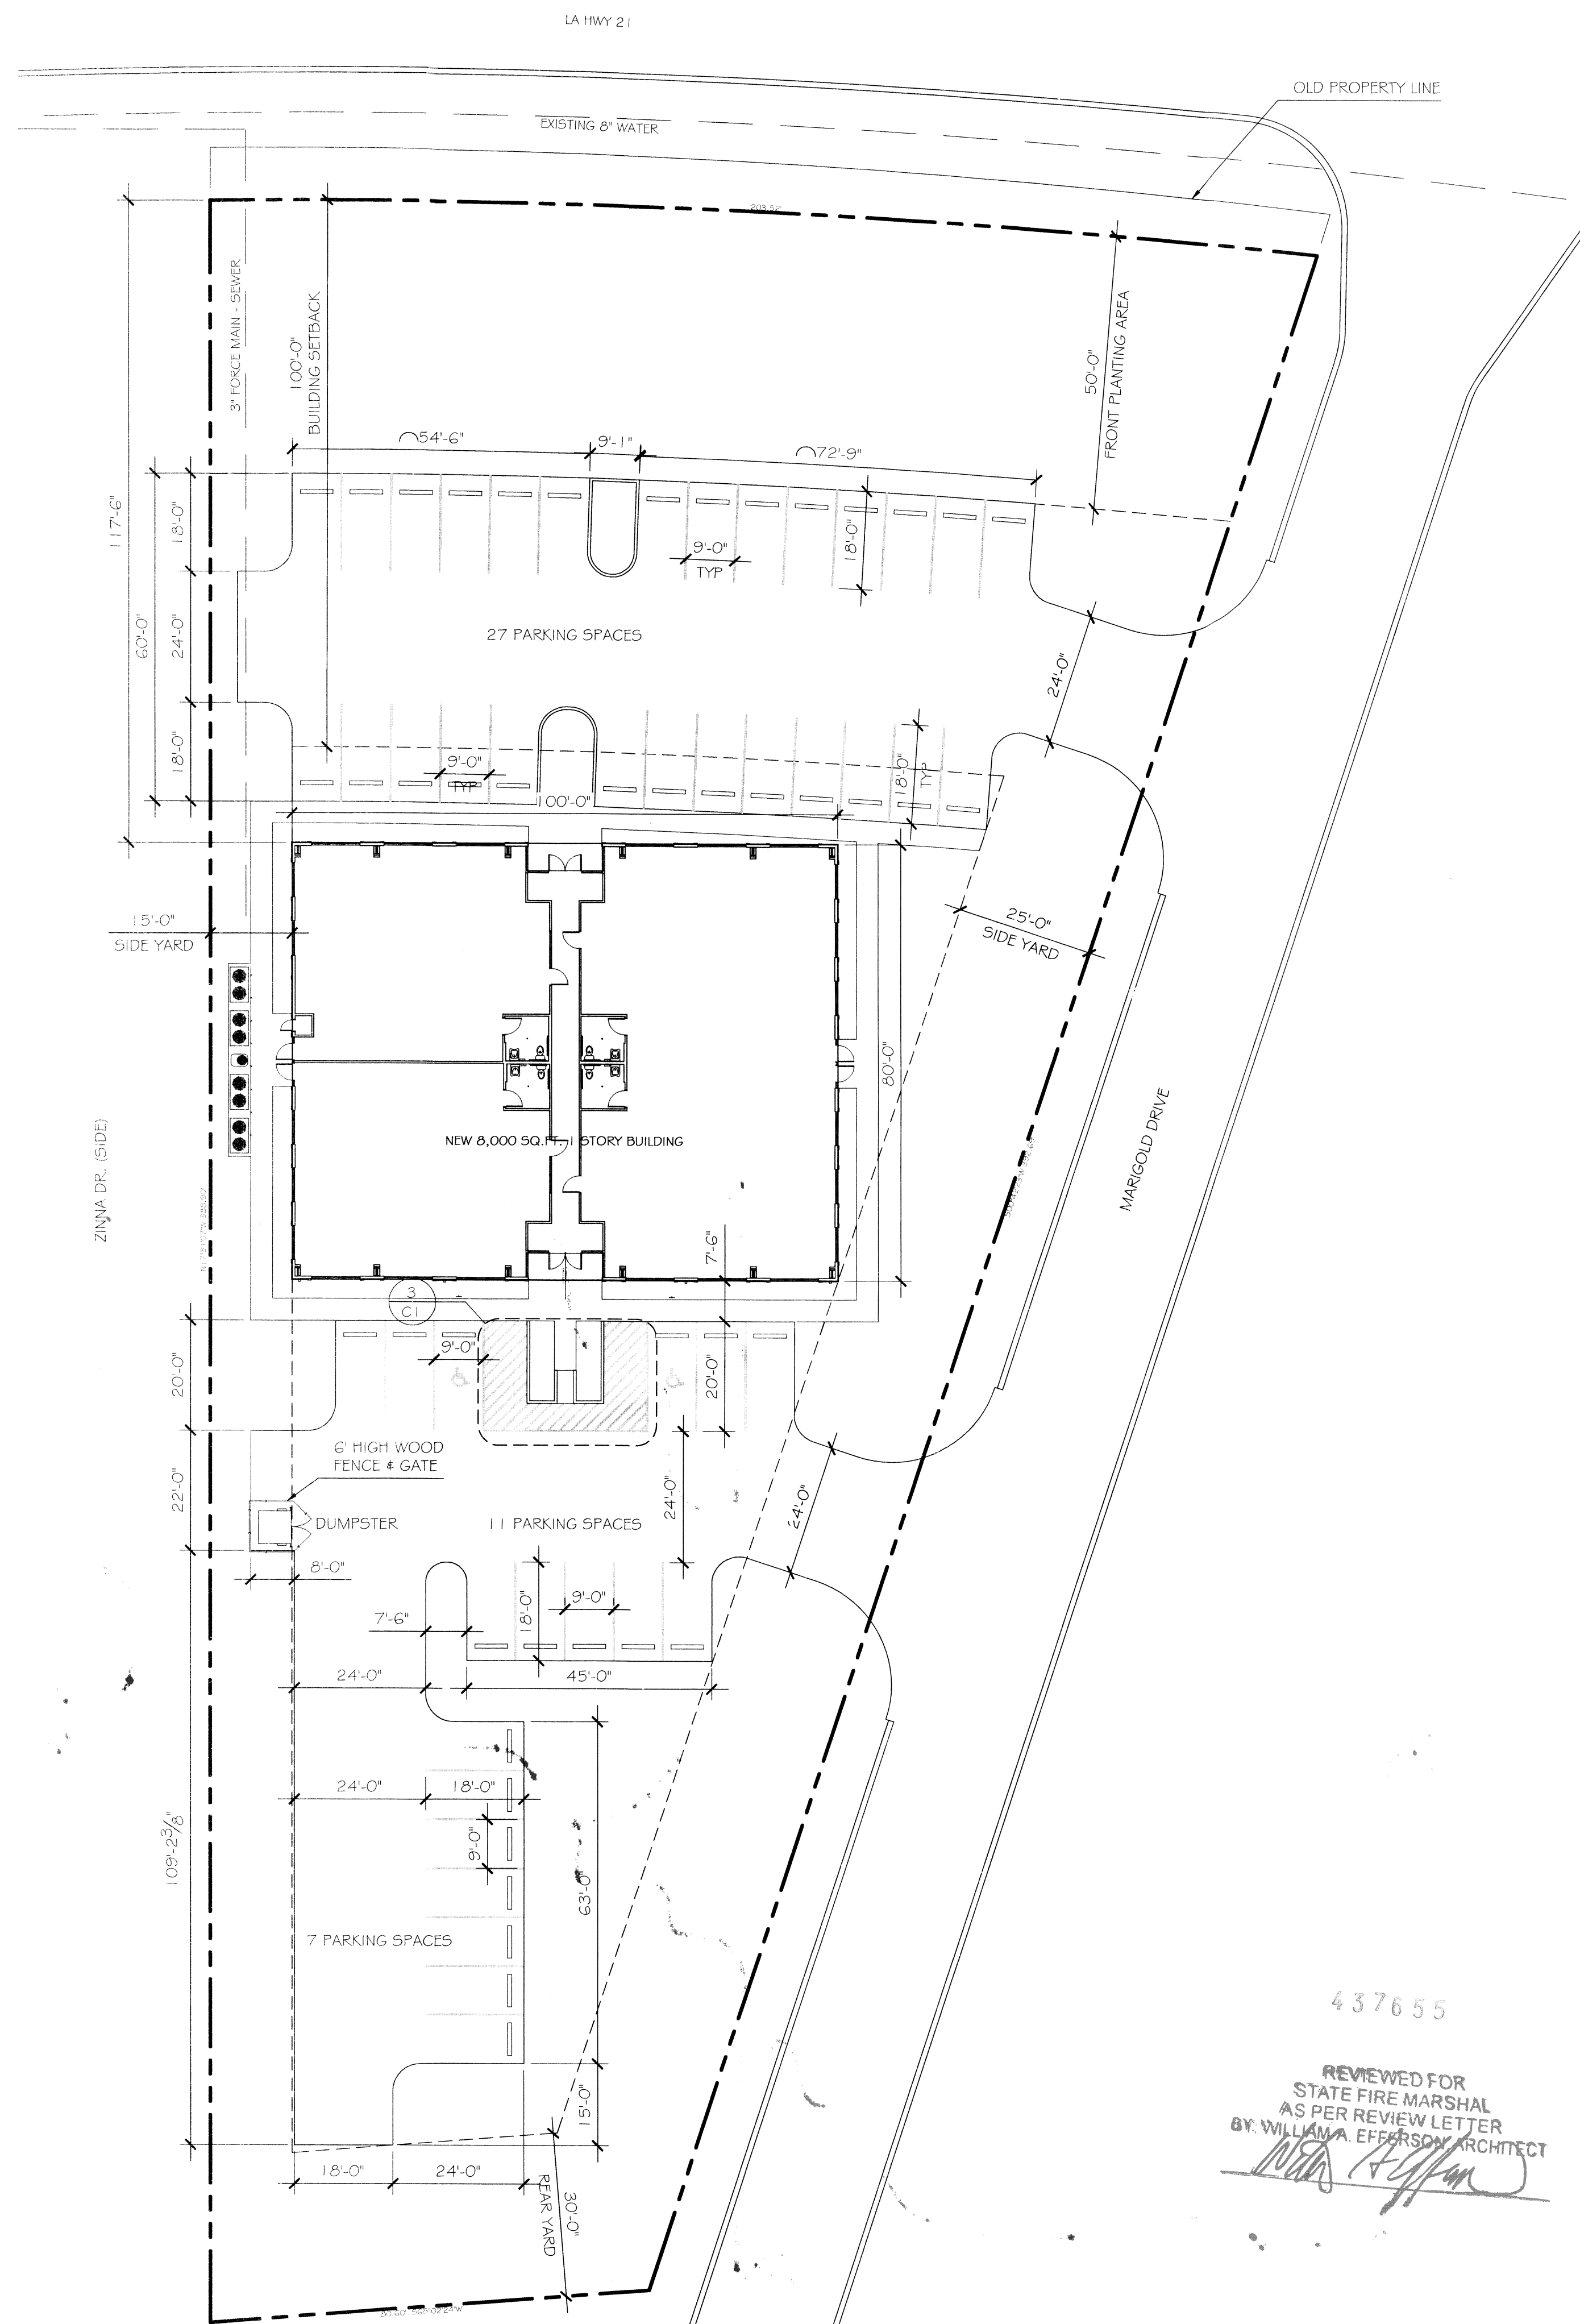 LA HWY 21
OLD PROPERTY LINE
EXISTING 8" WATER
203.52'
3" FORCE MAIN - SEWER
100'-0"
BUILDING SETBACK
50'-0"
FRONT PLANTING AREA
54'-6"
9'-1"
72'-9"
117'-6"
60'-0"
18'-0"
24'-0"
18'-0"
9'-0"
TYP
18'-0"
27 PARKING SPACES
24'-0"
9'-0"
TYP
18'-0"
TYP
100'-0"
15'-0"
SIDE YARD
25'-0"
SIDE YARD
80'-0"
ZINNA DR. (SIDE)
NEW 8,000 SQ.FT. 1 STORY BUILDING
MARIGOLD DRIVE
7'-6"
3
C1
9'-0"
20'-0"
20'-0"
6' HIGH WOOD
FENCE & GATE
22'-0"
24'-0"
24'-0"
DUMPSTER
11 PARKING SPACES
8'-0"
7'-6"
18'-0"
9'-0"
24'-0"
45'-0"
24'-0"
18'-0"
9'-0"
63'-0"
109'-2 3/8"
7 PARKING SPACES
15'-0"
18'-0"
24'-0"
30'-0"
REAR YARD
437655
REVIEWED FOR
STATE FIRE MARSHAL
AS PER REVIEW LETTER
BY: WILLIAM A. EFFERSON ARCHITECT